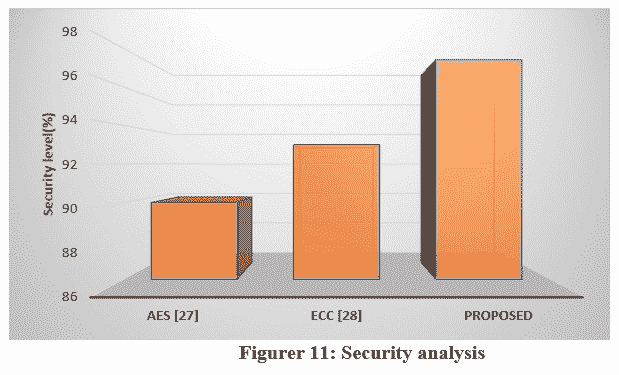 98
96
94
92
90
88
86
Security level(%)
AES [27]
ECC [28]
PROPOSED
Figurer 11: Security analysis